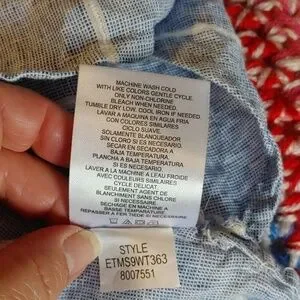 MACHINE WASH COLD
WITH LIKE COLORS GENTLE CYCLE.
ONLY NON-CHLORINE
BLEACH WHEN NEEDED.
TUMBLE DRY LOW. COOL IRON IF NEEDED.
LAVAR A MAQUINA EN AGUA FRIA
CON COLORES SIMILARES
CICLO SUAVE.
SOLAMENTE BLANQUEADOR
SIN CLORO SI ES NECESARIO.
SECAR EN SECADORA A
BAJA TEMPERATURA
PLANCHA A BAJA TEMPERATURA
SI ES NECESARIO.
LAVER A LA MACHINE A L'EAU FROIDE
AVEC COULEURS SIMILAIRES
CYCLE DELICAT.
SEULEMENT AGENT DE
BLANCHIMENT SANS CHLORE
SI NECESSAIRE.
SECHAGE EN MACHINE A
BASSE TEMPERATURE.
REPASSER A FER TIEDE SI NECESSAIRE.
STYLE
ETMS9WT363
8007551